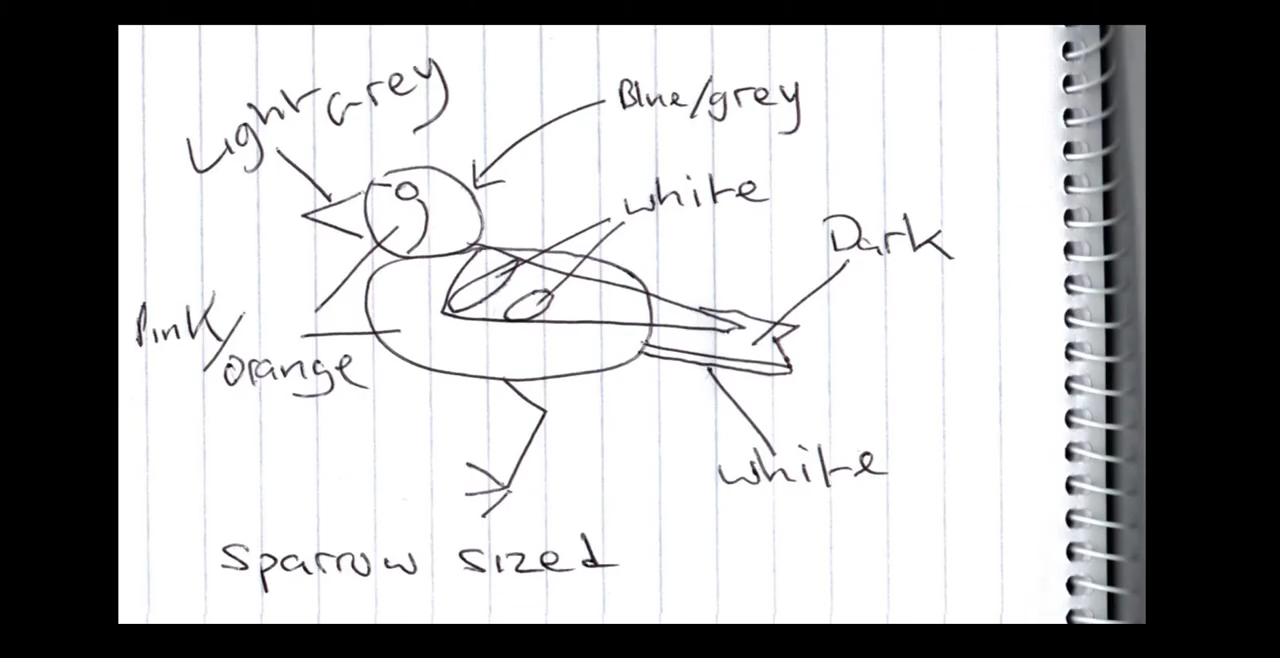 Light Grey
Blue/grey
white
Dark
Pink/
orange
white
Sparrow sized